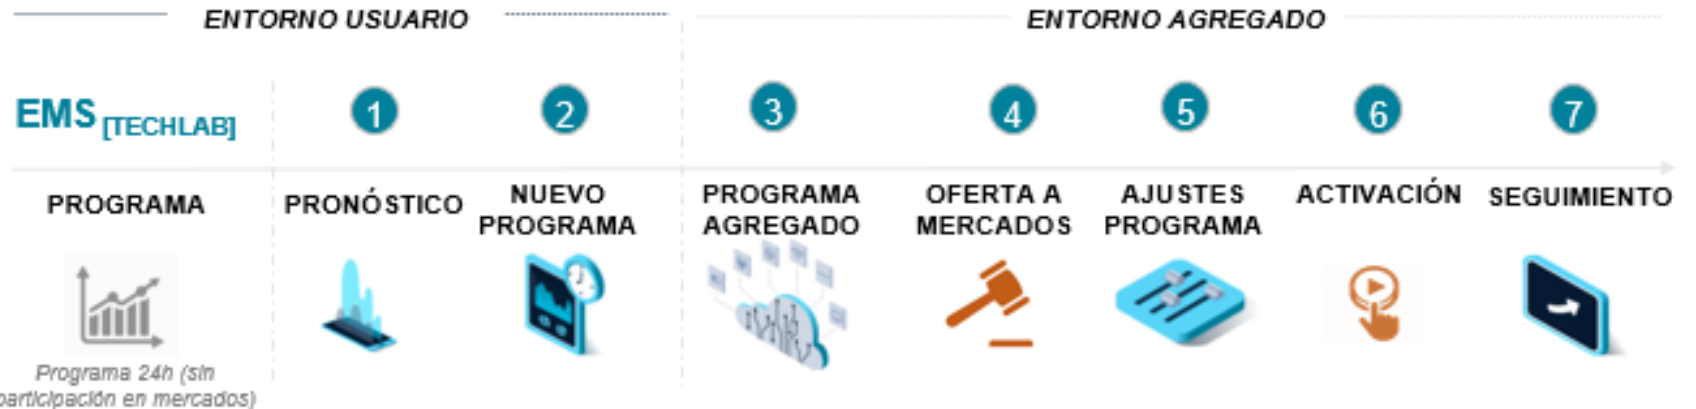 ENTORNO USUARIO
ENTORNO AGREGADO
EMS [TECHLAB]
1
2
3
4
5
6
7
PROGRAMA
PRONÓSTICO
NUEVO
PROGRAMA
PROGRAMA
AGREGADO
OFERTA A
MERCADOS
AJUSTES
PROGRAMA
ACTIVACIÓN
SEGUIMIENTO
Programa 24h (sin
participación en mercados)